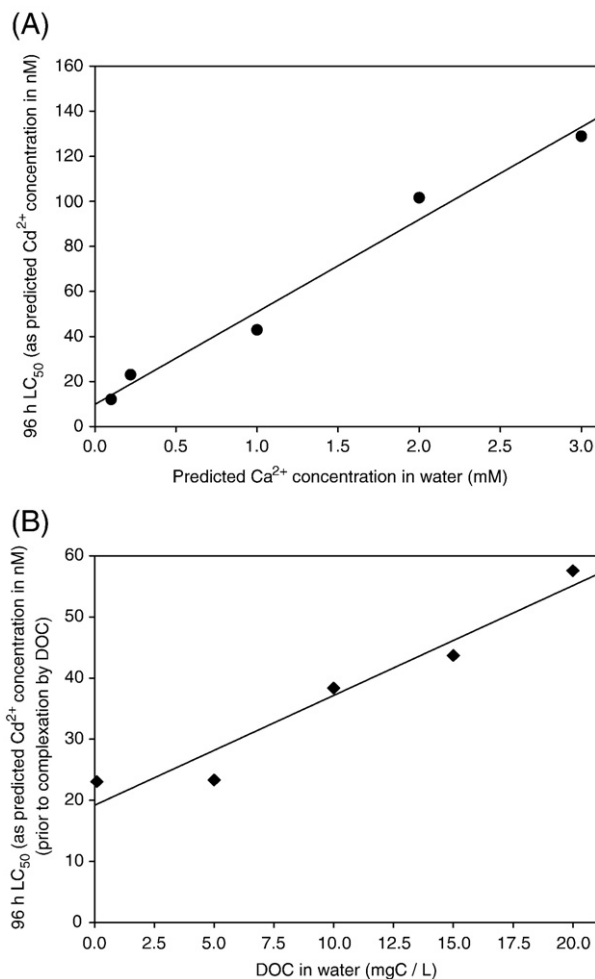 (A)
96 h LC50 (as predicted Cd2+ concentration in nM)
160
140
120
100
80
60
40
20
0
0.0 0.5 1.0 1.5 2.0 2.5 3.0
Predicted Ca2+ concentration in water (mM)
(B)
96 h LC50 (as predicted Cd2+ concentration in nM)
(prior to complexation by DOC)
60
50
40
30
20
10
0
0.0 2.5 5.0 7.5 10.0 12.5 15.0 17.5 20.0
DOC in water (mgC / L)